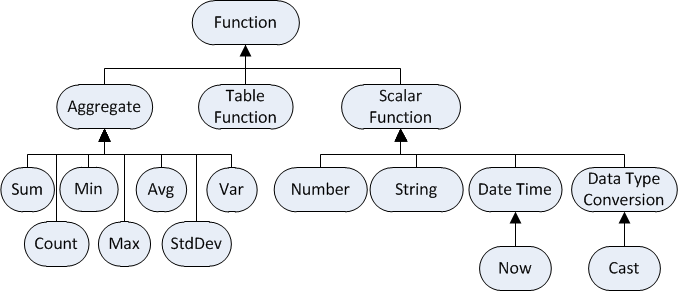 Function
Aggregate
Table
Function
Scalar
Function
Sum
Min
Avg
Var
Number
String
Date Time
Data Type
Conversion
Count
Max
StdDev
Now
Cast